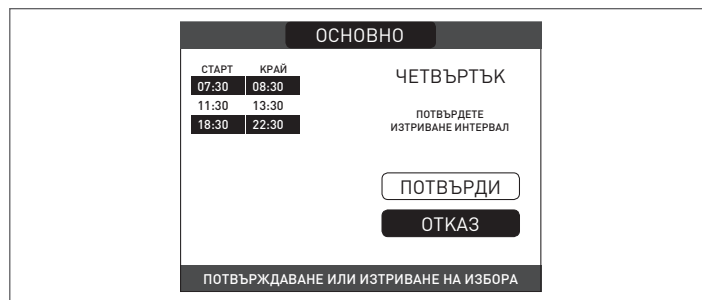 ОСНОВНО
СТАРТ КРАЙ
07:30 08:30
11:30 13:30
18:30 22:30
ЧЕТВЪРТЪК
ПОТВЪРДЕТЕ
ИЗТРИВАНЕ ИНТЕРВАЛ
ПОТВЪРДИ
ОТКАЗ
ПОТВЪРЖДАВАНЕ ИЛИ ИЗТРИВАНЕ НА ИЗБОРА